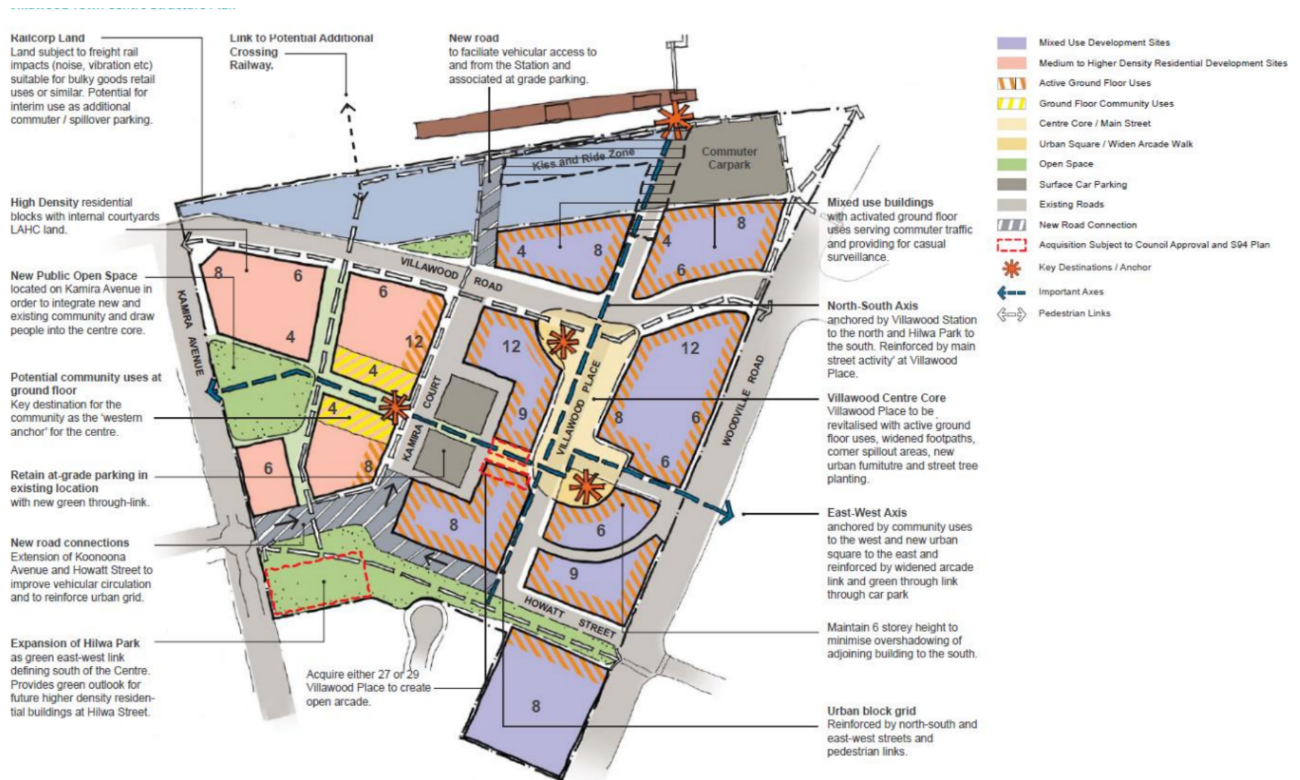 Villawood Town Centre Structure Plan
Railcorp Land
Land subject to freight rail
impacts (noise, vibration etc)
suitable for bulky goods retail
uses or similar. Potential for
interim use as additional
commuter / spillover parking.
Link to Potential Additional
Crossing
Railway.
New road
to faciliate vehicular access to
and from the Station and
associated at grade parking.
High Density residential
blocks with internal courtyards
LAHC land.
New Public Open Space
located on Kamira Avenue in
order to integrate new and
existing community and draw
people into the centre core.
Potential community uses at
ground floor
Key destination for the
community as the 'western
anchor' for the centre.
Retain at-grade parking in
existing location
with new green through-link.
New road connections
Extension of Koonoona
Avenue and Howatt Street to
improve vehicular circulation
and to reinforce urban grid.
Expansion of Hilwa Park
as green east-west link
defining south of the Centre.
Provides green outlook for
future higher density residen-
tial buildings at Hilwa Street.
Acquire either 27 or 29
Villawood Place to create
open arcade.
Kiss and Ride Zone
Commuter
Carpark
VILLAWOOD
ROAD
KAMIRA AVENUE
KAMIRA COURT
KAMIRA COURT
VILLAWOOD PLACE
WOODVILLE ROAD
HOWATT STREET
4
8
4
8
6
8
6
4
6
12
4
4
8
6
12
9
8
12
8
6
6
6
9
8
Mixed use buildings
with activated ground floor
uses serving commuter traffic
and providing for casual
surveillance.
North-South Axis
anchored by Villawood Station
to the north and Hilwa Park to
the south. Reinforced by main
street activity' at Villawood
Place.
Villawood Centre Core
Villawood Place to be
revitalised with active ground
floor uses, widened footpaths,
corner spillout areas, new
urban furnitutre and street tree
planting.
East-West Axis
anchored by community uses
to the west and new urban
square to the east and
reinforced by widened arcade
link and green through link
through car park
Maintain 6 storey height to
minimise overshadowing of
adjoining building to the south.
Urban block grid
Reinforced by north-south and
east-west streets and
pedestrian links.
Mixed Use Development Sites
Medium to Higher Density Residential Development Sites
Active Ground Floor Uses
Ground Floor Community Uses
Centre Core / Main Street
Urban Square / Widen Arcade Walk
Open Space
Surface Car Parking
Existing Roads
New Road Connection
Acquisition Subject to Council Approval and S94 Plan
Key Destinations / Anchor
Important Axes
Pedestrian Links